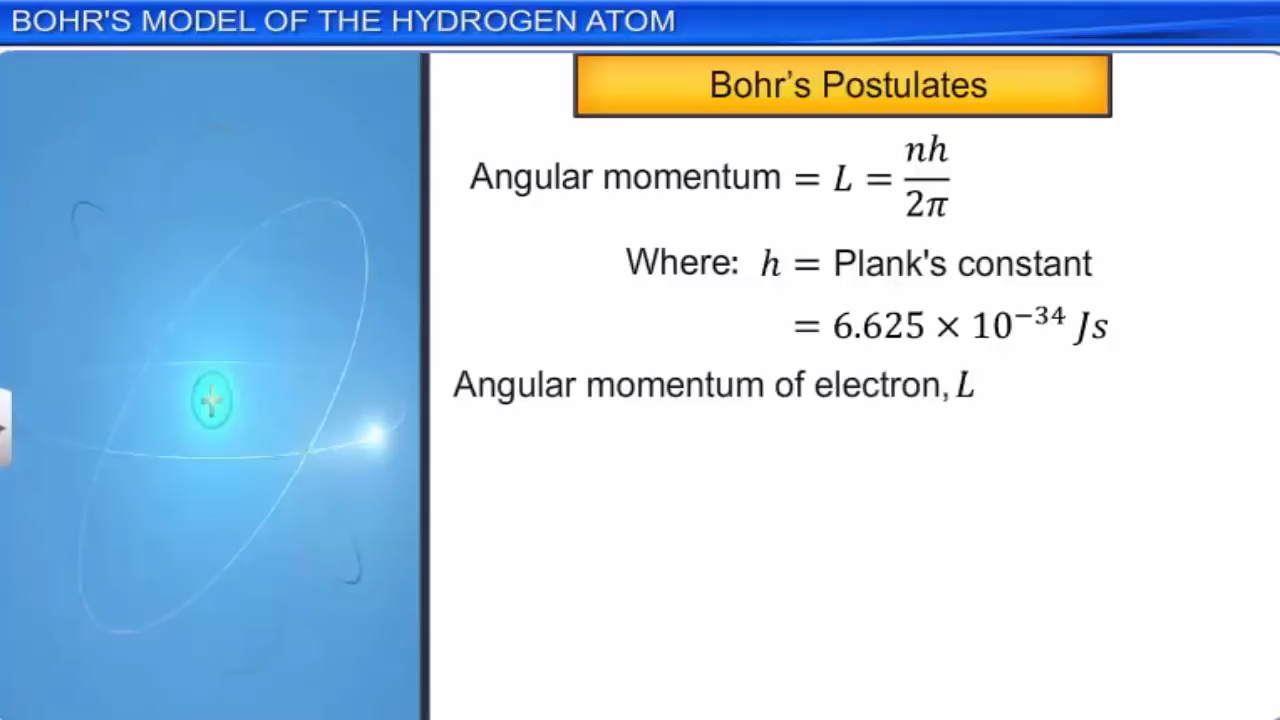 BOHR'S MODEL OF THE HYDROGEN ATOM
Bohr’s Postulates
Angular momentum = L = nh/2π
Where: h = Plank's constant
= 6.625 × 10⁻³⁴ Js
Angular momentum of electron, L
+